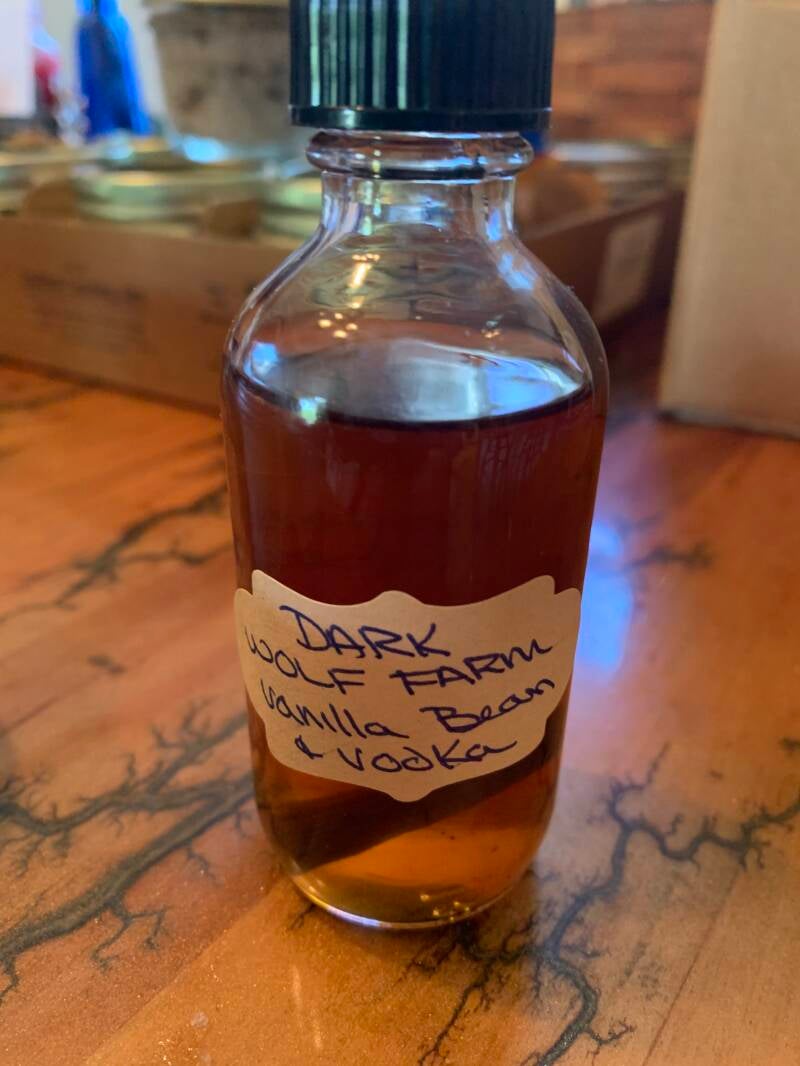 DARK
WOLF FARM
Vanilla Bean
& Vodka